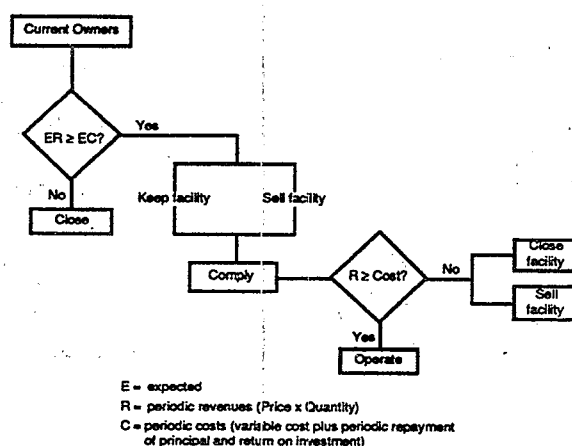 Current Owners
ER ≥ EC?
Yes
No
Close
Keep facility
Sell facility
Comply
R ≥ Cost?
No
Close
facility
Sell
facility
Yes
Operate
E = expected
R = periodic revenues (Price x Quantity)
C = periodic costs (variable cost plus periodic repayment
of principal and return on investment)